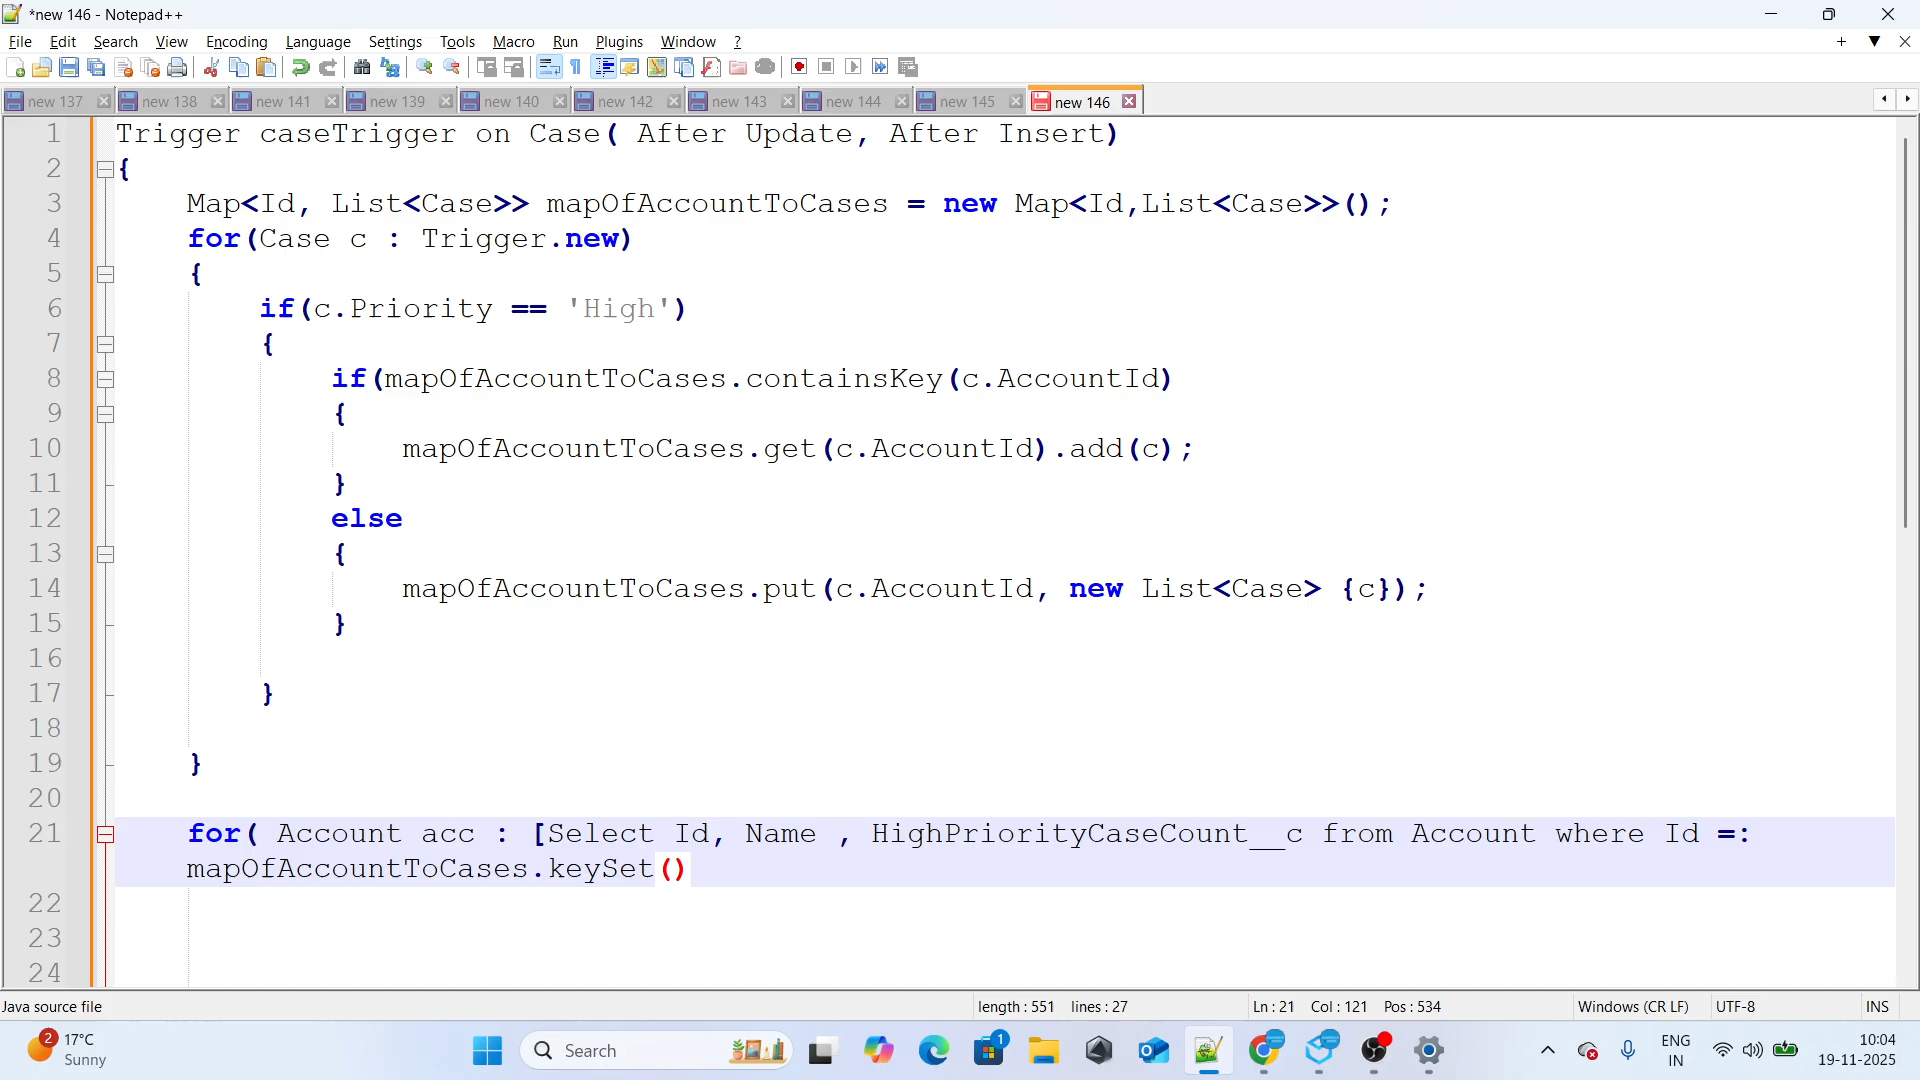 *new 146 - Notepad++
File Edit Search View Encoding Language Settings Tools Macro Run Plugins Window ?
new 137 new 138 new 141 new 139 new 140 new 142 new 143 new 144 new 145 new 146
1 Trigger caseTrigger on Case( After Update, After Insert)
2 {
3 Map<Id, List<Case>> mapOfAccountToCases = new Map<Id,List<Case>>();
4 for(Case c : Trigger.new)
5 {
6 if(c.Priority == 'High')
7 {
8 if(mapOfAccountToCases.containsKey(c.AccountId)
9 {
10 mapOfAccountToCases.get(c.AccountId).add(c);
11 }
12 else
13 {
14 mapOfAccountToCases.put(c.AccountId, new List<Case> {c});
15 }
16
17 }
18
19 }
20
21 for( Account acc : [Select Id, Name , HighPriorityCaseCount__c from Account where Id =:
mapOfAccountToCases.keySet()
22
23
24
Java source file length : 551 lines : 27 Ln : 21 Col : 121 Pos : 534 Windows (CR LF) UTF-8 INS
2 17°C Search 1 ENG 10:04
Sunny IN 19-11-2025